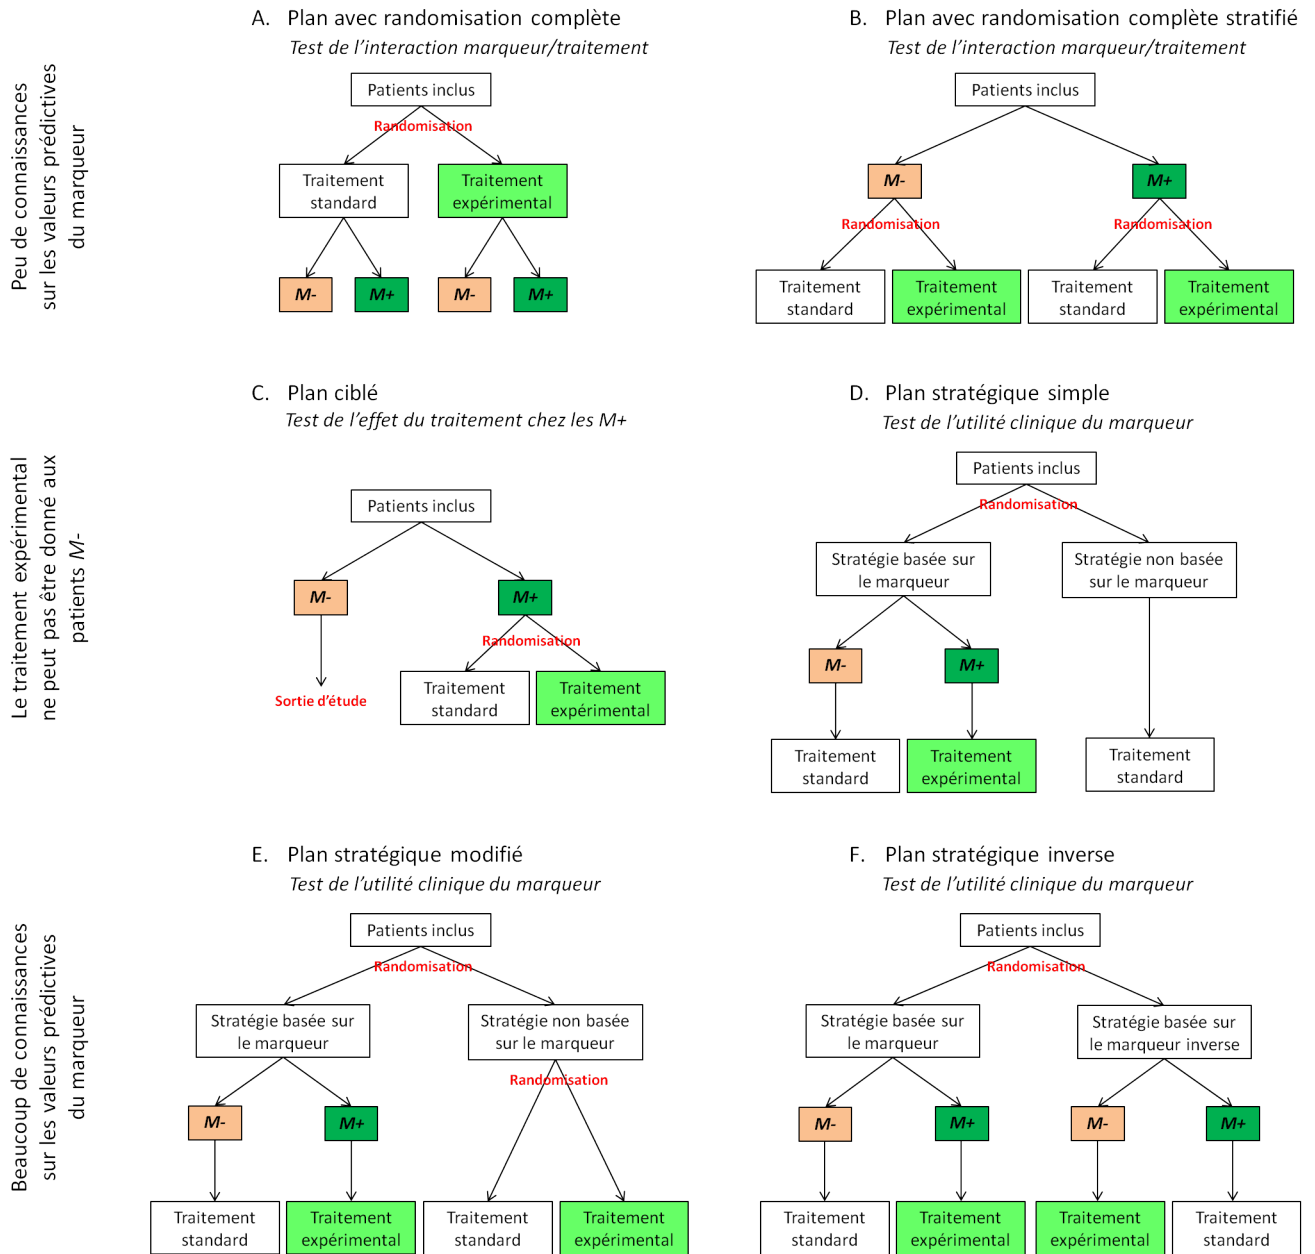 Peu de connaissances
sur les valeurs prédictives
du marqueur
A. Plan avec randomisation complète
Test de l'interaction marqueur/traitement
Patients inclus
Randomisation
Traitement
standard
Traitement
expérimental
M-
M+
M-
M+
B. Plan avec randomisation complète stratifié
Test de l'interaction marqueur/traitement
Patients inclus
M-
M+
Randomisation
Randomisation
Traitement
standard
Traitement
expérimental
Traitement
standard
Traitement
expérimental
Le traitement expérimental
ne peut pas être donné aux
patients M-
C. Plan ciblé
Test de l'effet du traitement chez les M+
Patients inclus
M-
M+
Randomisation
Sortie d'étude
Traitement
standard
Traitement
expérimental
D. Plan stratégique simple
Test de l'utilité clinique du marqueur
Patients inclus
Randomisation
Stratégie basée sur
le marqueur
Stratégie non basée
sur le marqueur
M-
M+
Traitement
standard
Traitement
expérimental
Traitement
standard
Beaucoup de connaissances
sur les valeurs prédictives
du marqueur
E. Plan stratégique modifié
Test de l'utilité clinique du marqueur
Patients inclus
Randomisation
Stratégie basée sur
le marqueur
Stratégie non basée
sur le marqueur
Randomisation
M-
M+
Traitement
standard
Traitement
expérimental
Traitement
standard
Traitement
expérimental
F. Plan stratégique inverse
Test de l'utilité clinique du marqueur
Patients inclus
Randomisation
Stratégie basée sur
le marqueur
Stratégie basée sur
le marqueur inverse
M-
M+
M-
M+
Traitement
standard
Traitement
expérimental
Traitement
expérimental
Traitement
standard